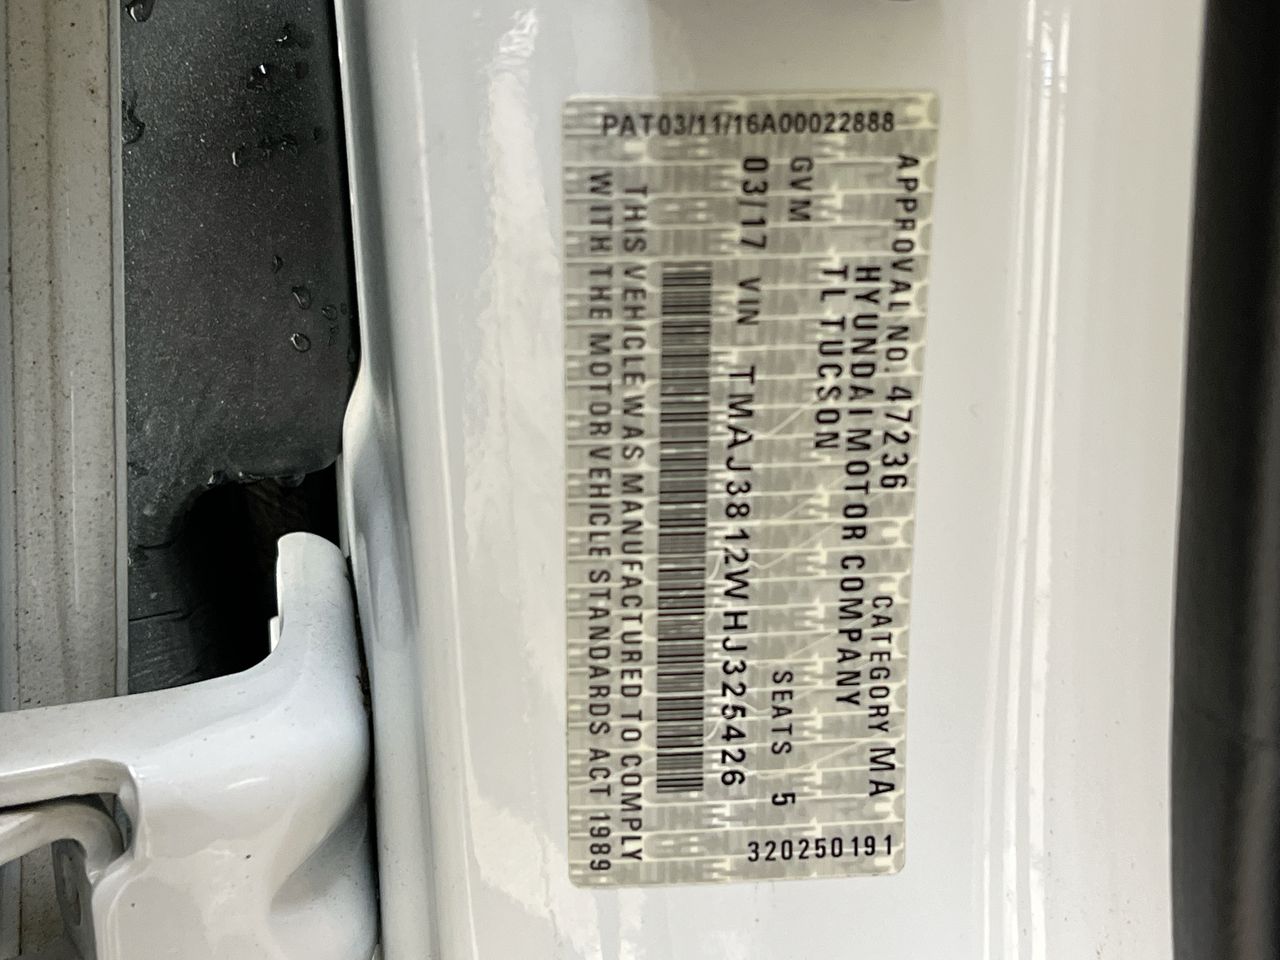 PAT03/11/16A00022888
APPROVAL NO. 47236 CATEGORY MA
HYUNDAI MOTOR COMPANY
TL TUCSON
GVM SEATS 5
03/17 VIN TMAJ3812WHJ325426
THIS VEHICLE WAS MANUFACTURED TO COMPLY
WITH THE MOTOR VEHICLE STANDARDS ACT 1989
320250191